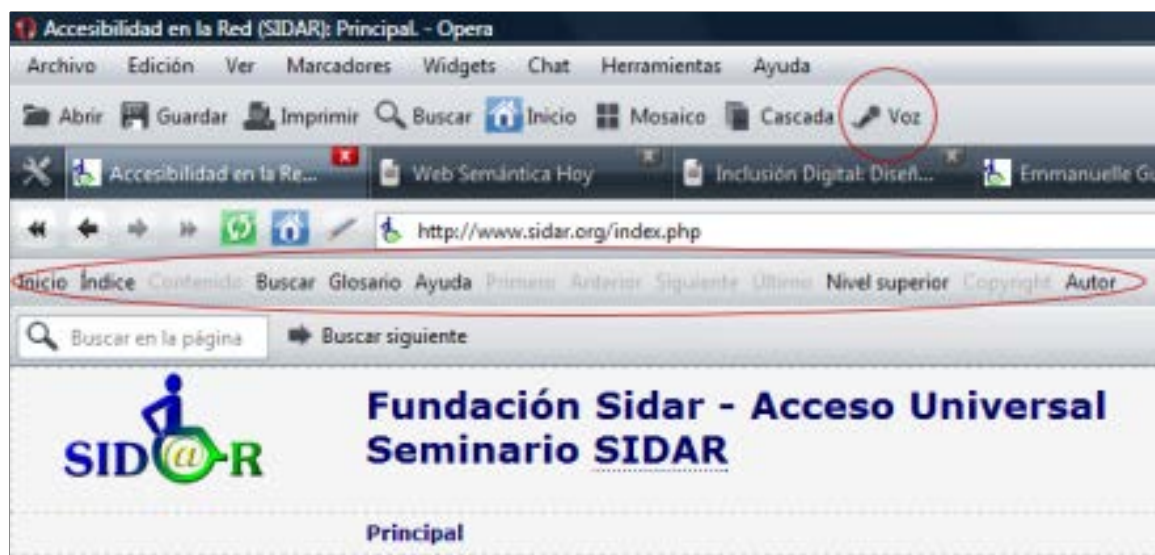 Accesibilidad en la Red (SIDAR): Principal. - Opera
Archivo Edición Ver Marcadores Widgets Chat Herramientas Ayuda
Abrir Guardar Imprimir Buscar Inicio Mosaico Cascada Voz
Accesibilidad en la Re... Web Semántica Hoy Inclusión Digital: Diseñ... Emmanuelle Gu
http://www.sidar.org/index.php
Inicio Índice Contenido Buscar Glosario Ayuda Primero Anterior Siguiente Último Nivel superior Copyright Autor
Buscar en la página Buscar siguiente
SID@R
Fundación Sidar - Acceso Universal
Seminario SIDAR
Principal